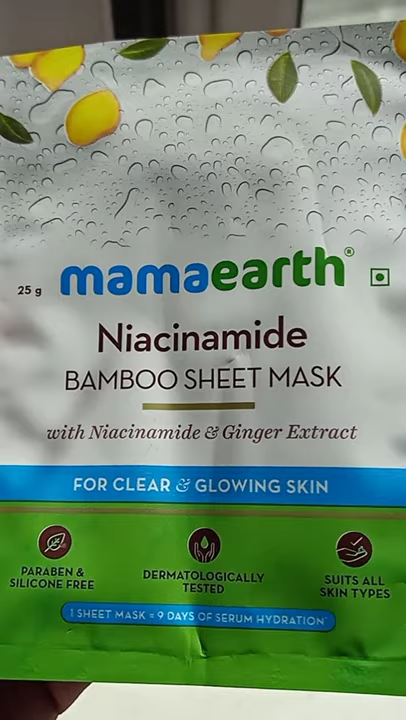 25 g
mamaearth®
Niacinamide
BAMBOO SHEET MASK
with Niacinamide & Ginger Extract
FOR CLEAR & GLOWING SKIN
PARABEN &
SILICONE FREE
DERMATOLOGICALLY
TESTED
SUITS ALL
SKIN TYPES
1 SHEET MASK = 9 DAYS OF SERUM HYDRATION*